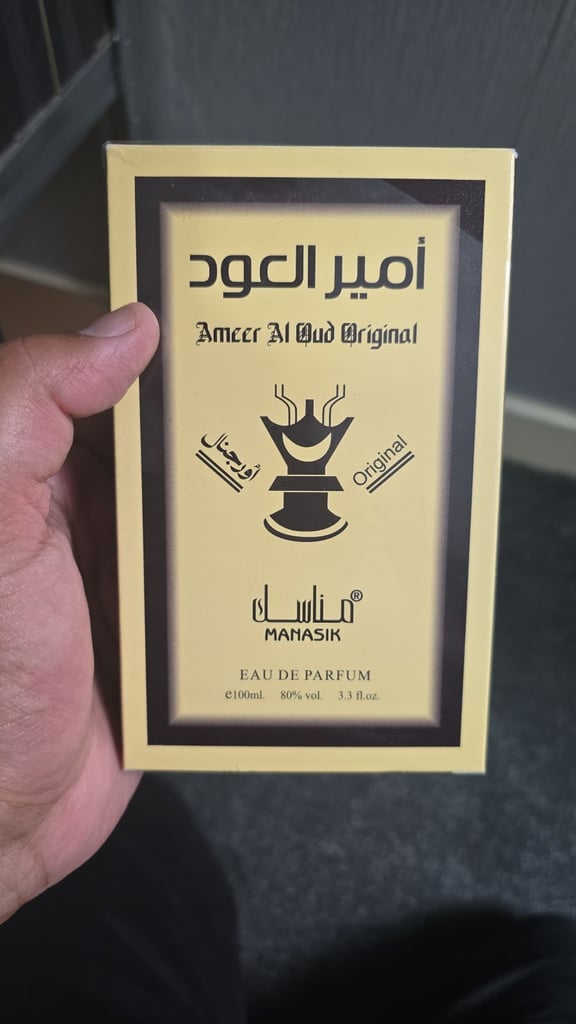 أمير العود
Ameer Al Oud Original
أورجنال
Original
مناسك®
MANASIK
EAU DE PARFUM
e100ml. 80% vol. 3.3 fl.oz.